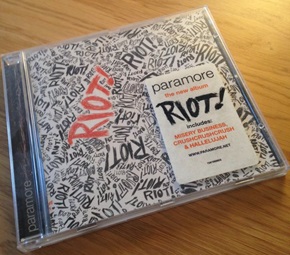 paramore
RIOT!
paramore
the new album
RIOT!
includes:
MISERY BUSINESS,
CRUSHCRUSHCRUSH
& HALLELUJAH
WWW.PARAMORE.NET